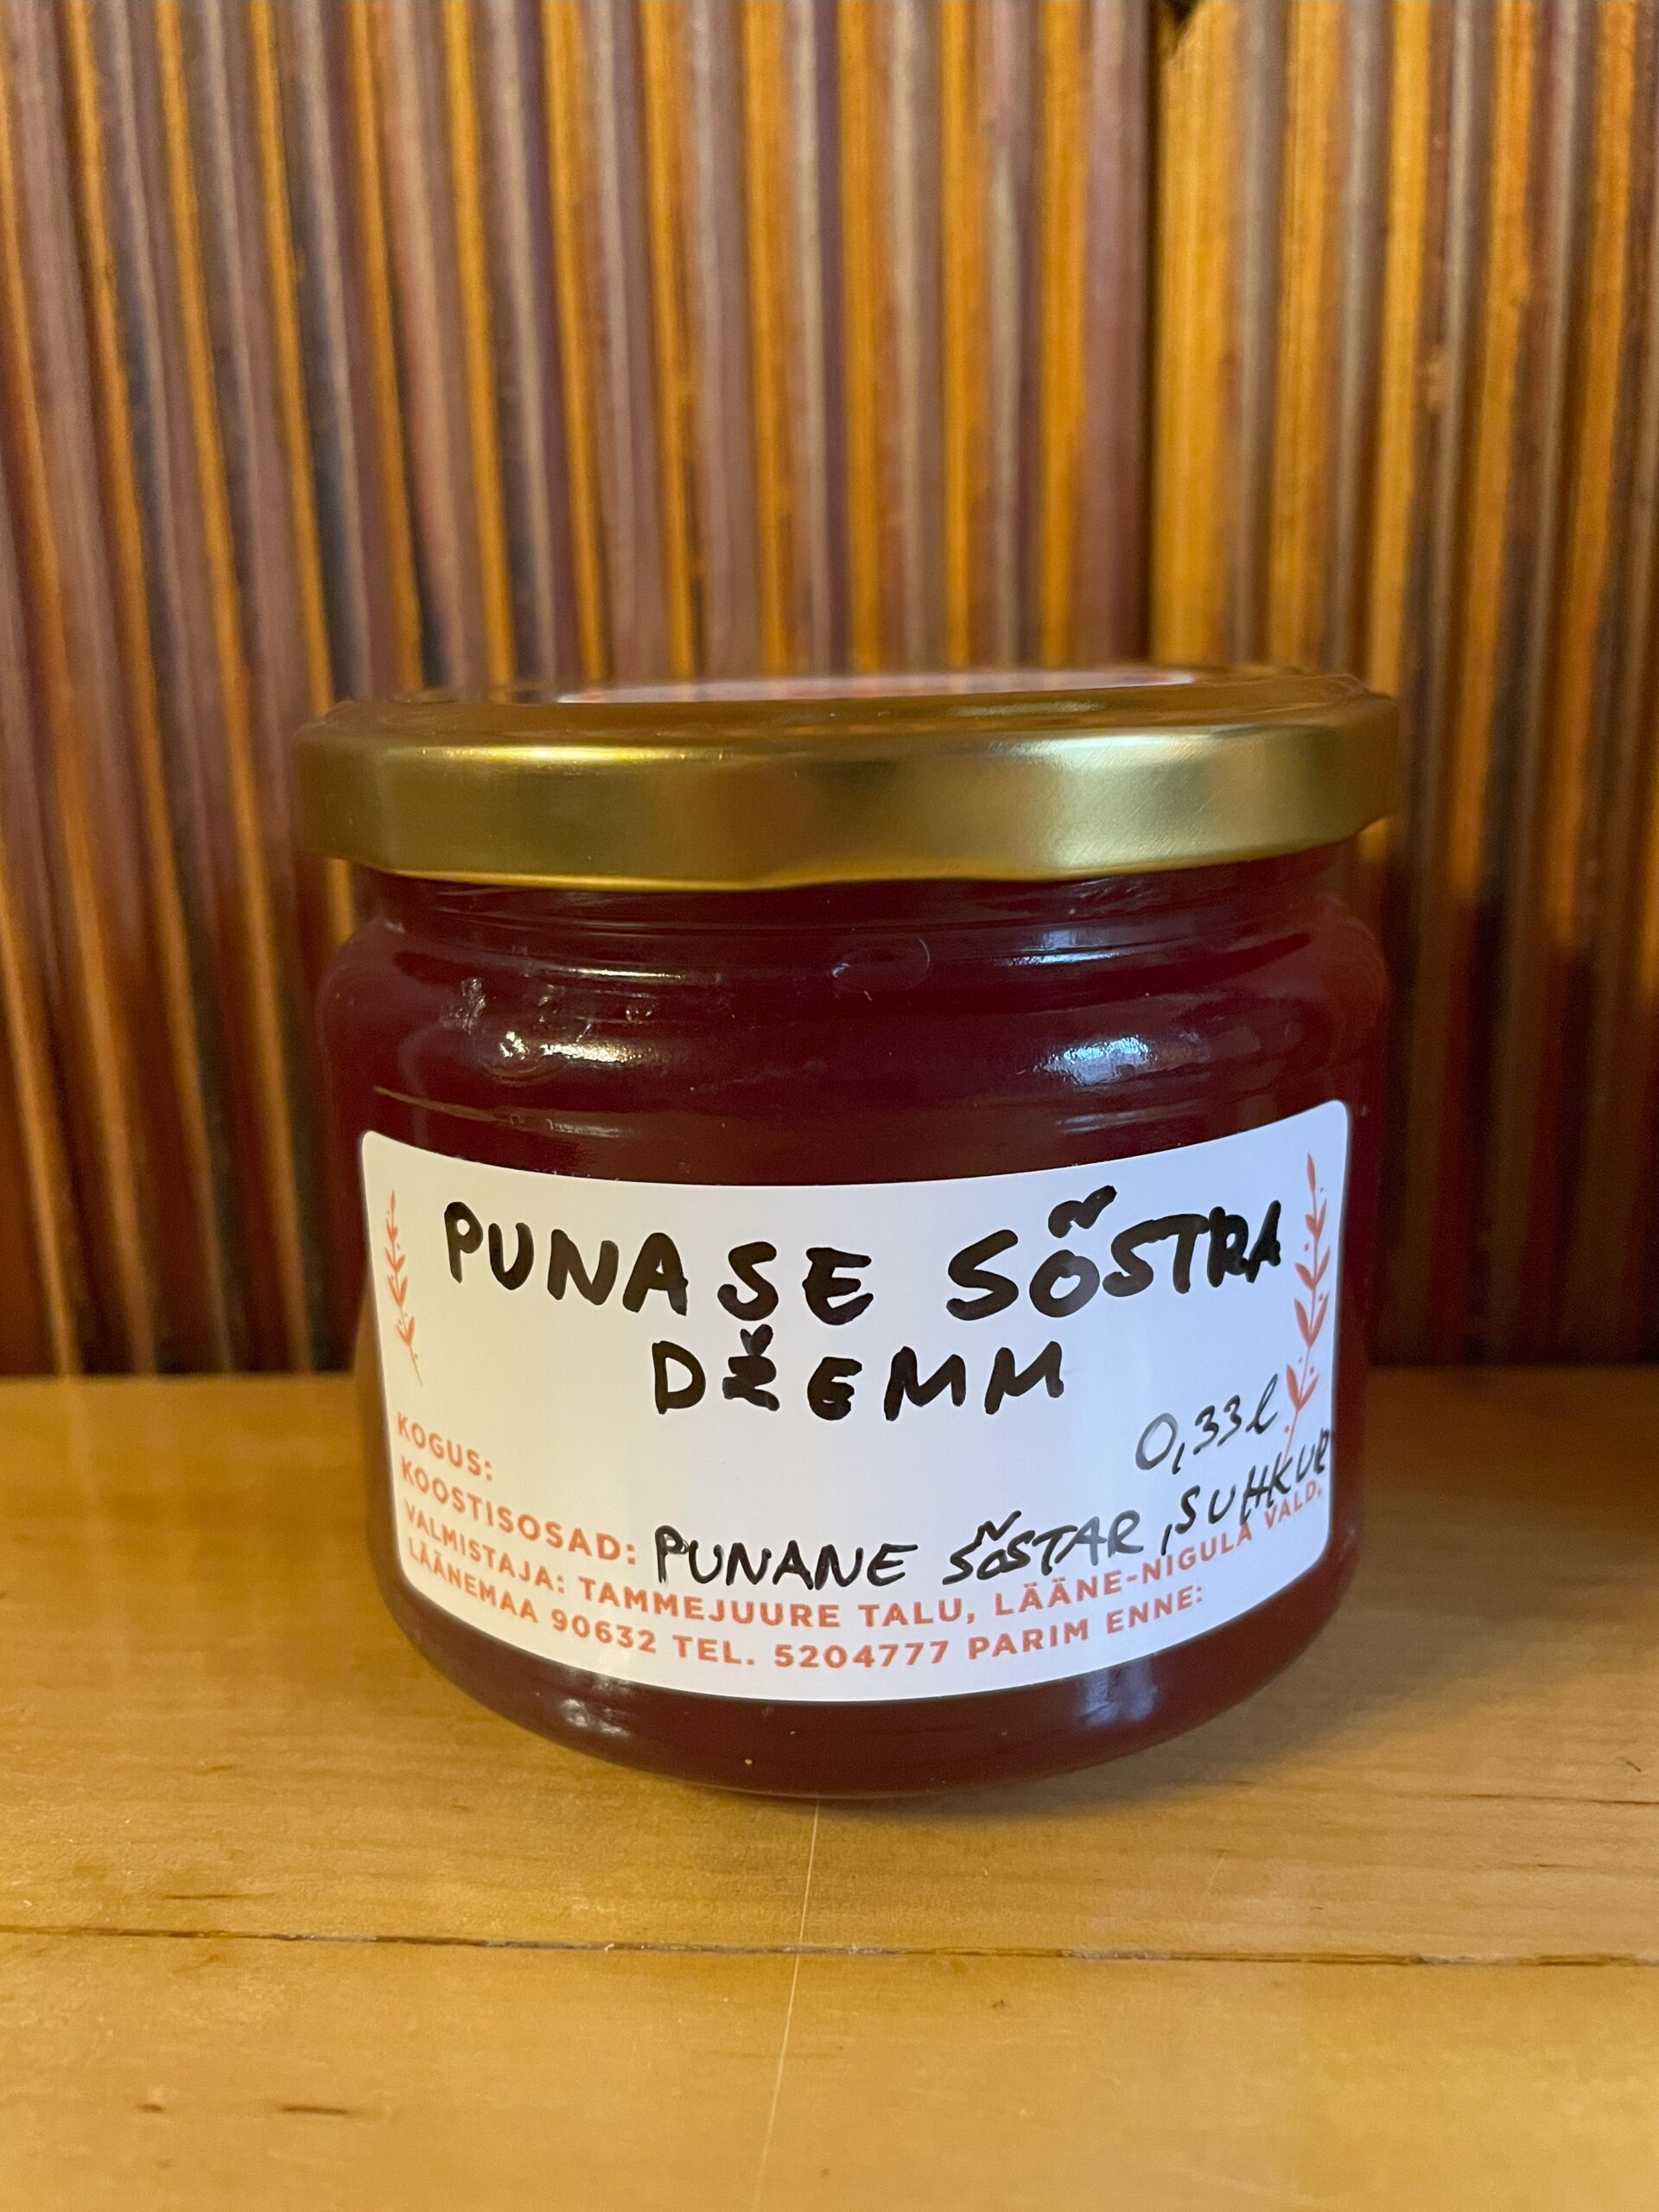 PUNASE SÕSTRA
DŽEMM
0,33l
KOGUS:
KOOSTISOSAD: PUNANE SÕSTAR, SUHKUR
VALMISTAJA: TAMMEJUURE TALU, LÄÄNE-NIGULA VALD,
LÄÄNEMAA 90632 TEL. 5204777 PARIM ENNE: